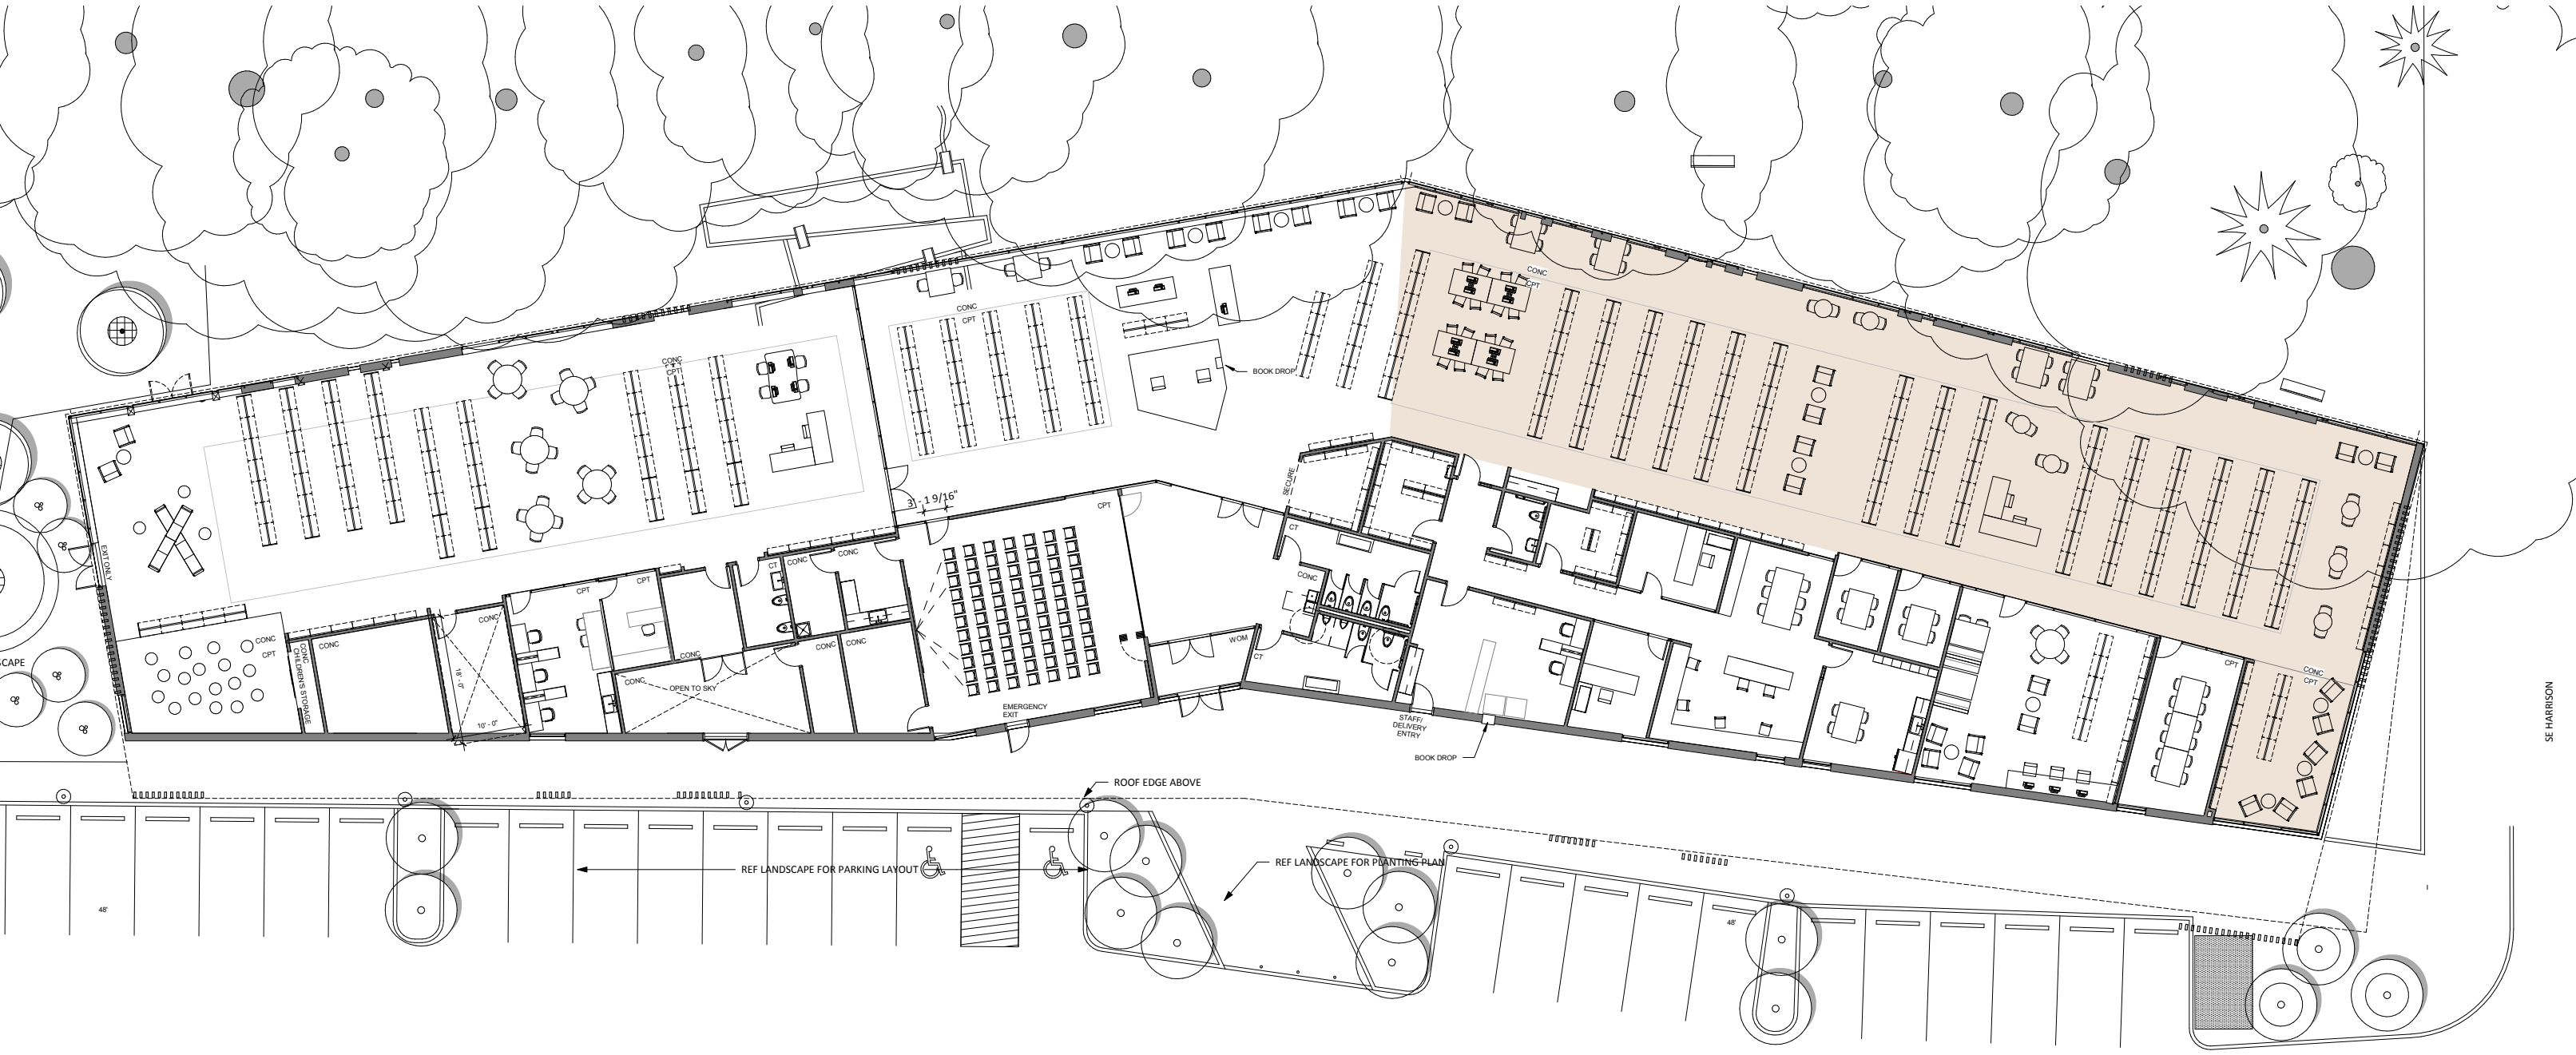 CONC
CPT
CONC
CPT
CONC
CPT
BOOK DROP
3' - 1 9/16"
SECURE
CPT
CT
CONC
CONC
CT
CONC
EXIT ONLY
CPT
CPT
CONC
CONC
CPT
CONC
CONC
CHILDREN'S STORAGE
18' - 0"
10' - 0"
CONC
CONC
OPEN TO SKY
CONC
CONC
WOM
CT
CPT
CONC
CPT
SCAPE
EMERGENCY
EXIT
STAFF/
DELIVERY
ENTRY
BOOK DROP
SE HARRISON
ROOF EDGE ABOVE
REF LANDSCAPE FOR PARKING LAYOUT
REF LANDSCAPE FOR PLANTING PLAN
48'
48'